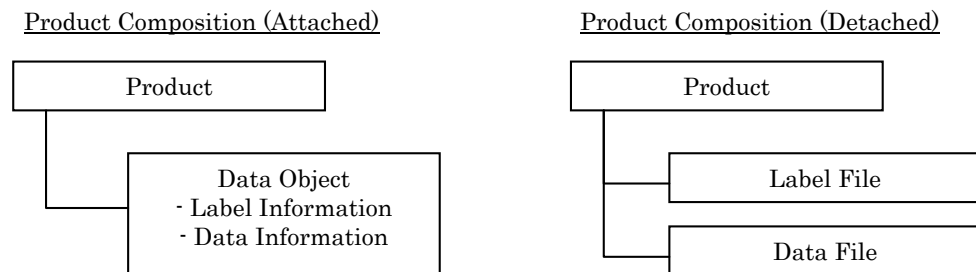 Product Composition (Attached)
Product
Data Object
- Label Information
- Data Information
Product Composition (Detached)
Product
Label File
Data File